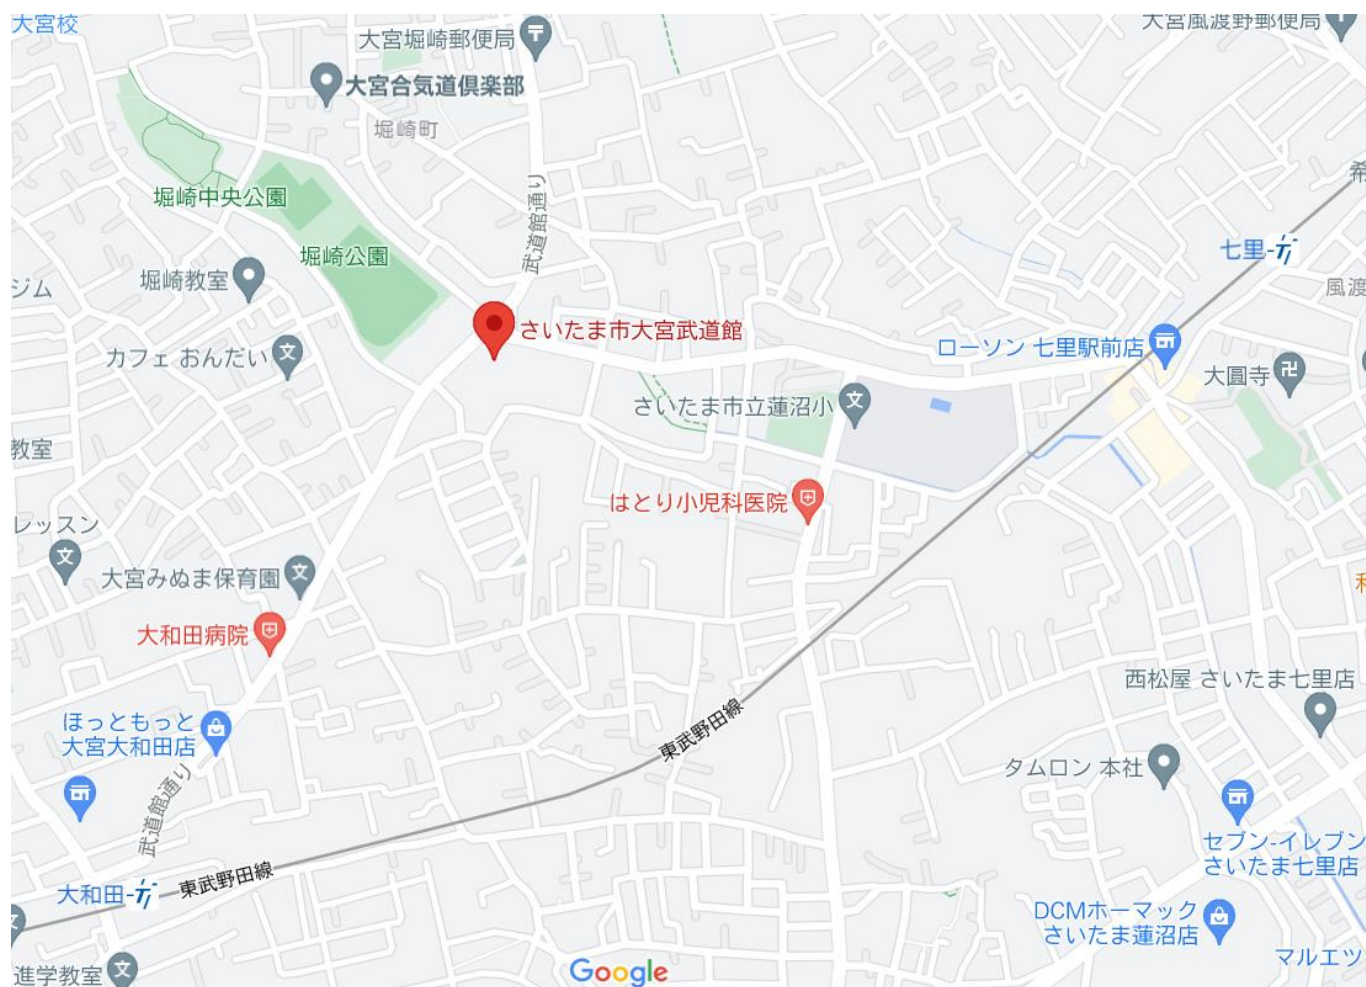 大宮校
大宮堀崎郵便局
大宮風渡野郵便局
大宮合気道倶楽部
堀崎町
希
堀崎中央公園
武道館通り
堀崎公園
七里
堀崎教室
ジム
風渡
さいたま市大宮武道館
カフェ おんだい
ローソン 七里駅前店
大圓寺
さいたま市立蓮沼小
教室
はとり小児科医院
レッスン
大宮みぬま保育園
大和田病院
西松屋 さいたま七里店
ほっともっと
大宮大和田店
東武野田線
タムロン 本社
武道館通り
セブン-イレブン
さいたま七里店
大和田
東武野田線
DCMホーマック
さいたま蓮沼店
マルエツ
進学教室
Google